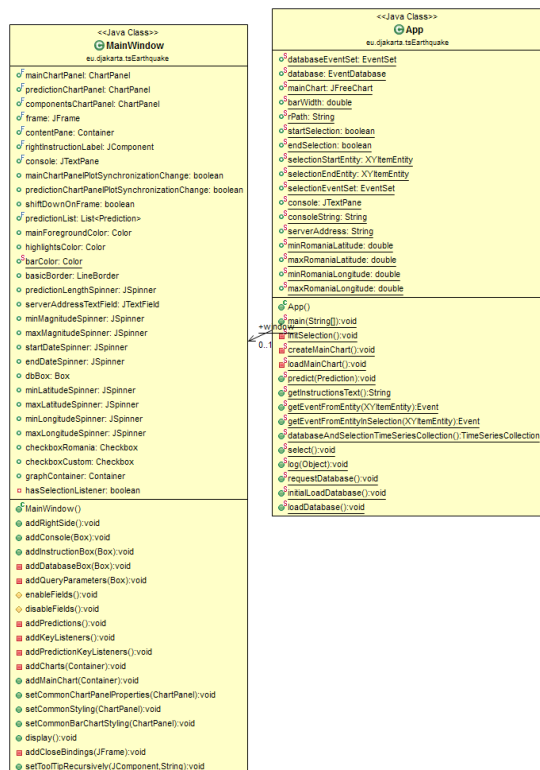 <<Java Class>>
MainWindow
eu.djakarta.tsEarthquake
mainChartPanel: ChartPanel
predictionChartPanel: ChartPanel
componentsChartPanel: ChartPanel
frame: JFrame
contentPane: Container
rightInstructionLabel: JComponent
console: JTextPane
mainChartPanelPlotSynchronizationChange: boolean
predictionChartPanelPlotSynchronizationChange: boolean
shiftDownOnFrame: boolean
predictionList: List<Prediction>
mainForegroundColor: Color
highlightsColor: Color
barColor: Color
basicBorder: LineBorder
predictionLengthSpinner: JSpinner
serverAddressTextField: JTextField
minMagnitudeSpinner: JSpinner
maxMagnitudeSpinner: JSpinner
startDateSpinner: JSpinner
endDateSpinner: JSpinner
dbBox: Box
minLatitudeSpinner: JSpinner
maxLatitudeSpinner: JSpinner
minLongitudeSpinner: JSpinner
maxLongitudeSpinner: JSpinner
checkboxRomania: Checkbox
checkboxCustom: Checkbox
graphContainer: Container
hasSelectionListener: boolean
MainWindow()
addRightSide():void
addConsole(Box):void
addInstructionBox(Box):void
addDatabaseBox(Box):void
addQueryParameters(Box):void
enableFields():void
disableFields():void
addPredictions():void
addKeyListeners():void
addPredictionKeyListeners():void
addCharts(Container):void
addMainChart(Container):void
setCommonChartPanelProperties(ChartPanel):void
setCommonStyling(ChartPanel):void
setCommonBarChartStyling(ChartPanel):void
display():void
addCloseBindings(JFrame):void
setToolTipRecursively(JComponent,String):void
+window
0..1
<<Java Class>>
App
eu.djakarta.tsEarthquake
databaseEventSet: EventSet
database: EventDatabase
mainChart: JFreeChart
barWidth: double
rPath: String
startSelection: boolean
endSelection: boolean
selectionStartEntity: XYItemEntity
selectionEndEntity: XYItemEntity
selectionEventSet: EventSet
console: JTextPane
consoleString: String
serverAddress: String
minRomaniaLatitude: double
maxRomaniaLatitude: double
minRomaniaLongitude: double
maxRomaniaLongitude: double
App()
main(String[]):void
initSelection():void
createMainChart():void
loadMainChart():void
predict(Prediction):void
getInstructionsText():String
getEventFromEntity(XYItemEntity):Event
getEventFromEntityInSelection(XYItemEntity):Event
databaseAndSelectionTimeSeriesCollection():TimeSeriesCollection
select():void
log(Object):void
requestDatabase():void
initialLoadDatabase():void
loadDatabase():void